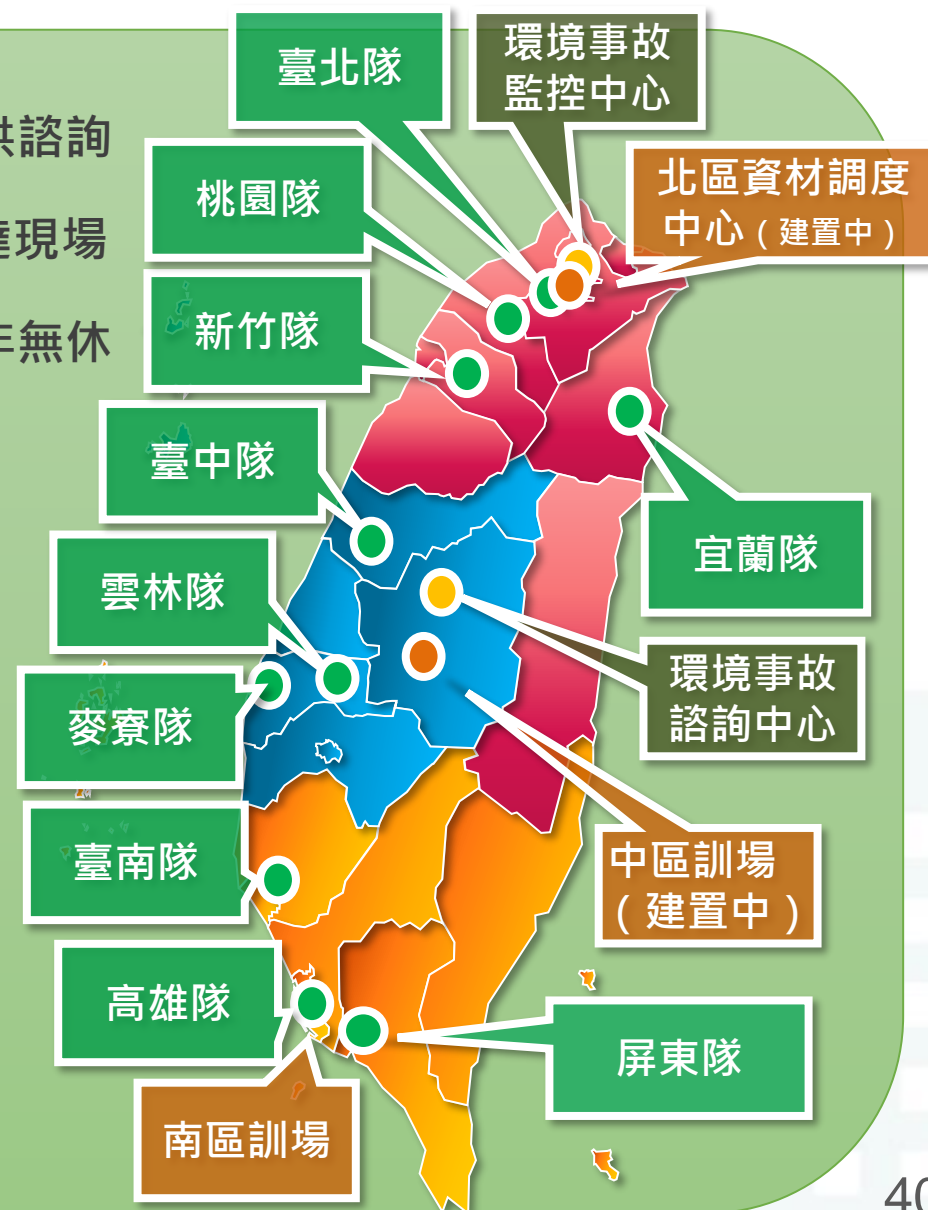 臺北隊
環境事故
監控中心
供諮詢
北區資材調度
中心（建置中）
桃園隊
現場
新竹隊
年無休
臺中隊
宜蘭隊
雲林隊
環境事故
諮詢中心
麥寮隊
臺南隊
中區訓場
（建置中）
高雄隊
屏東隊
南區訓場
40